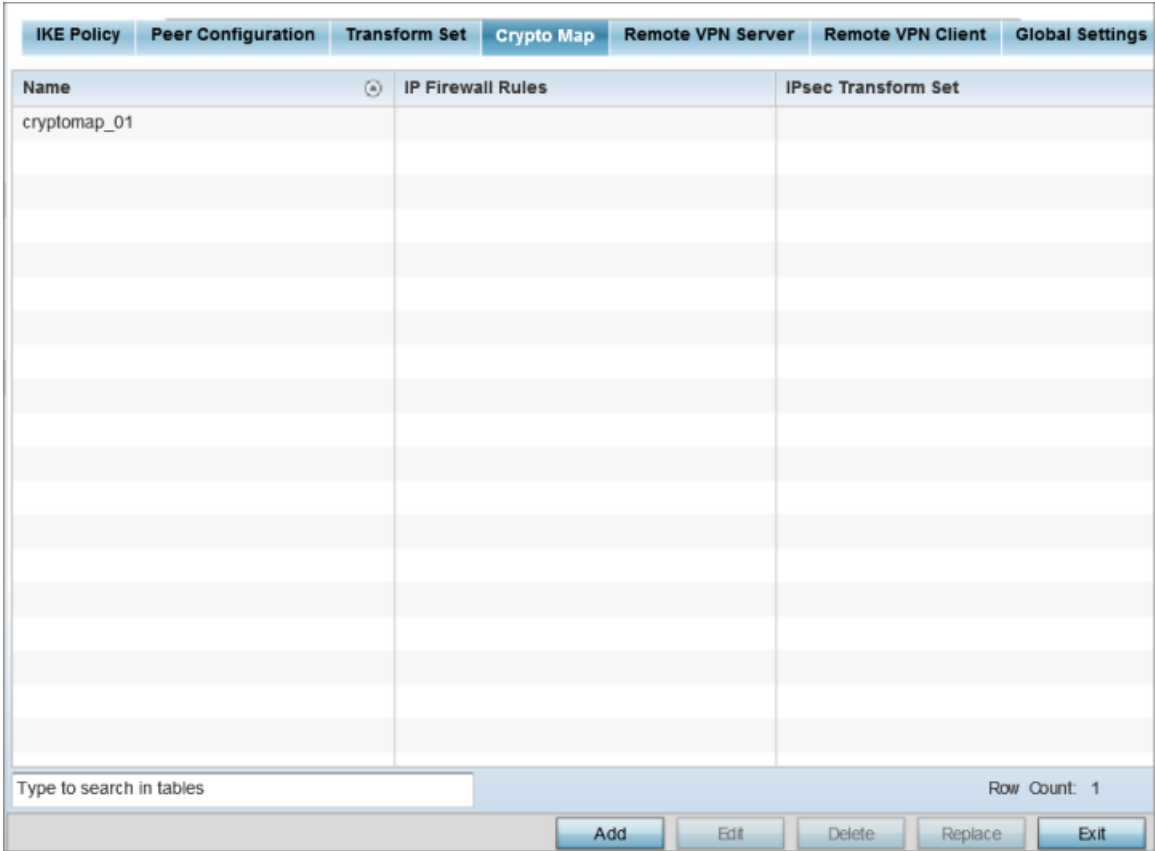 IKE Policy Peer Configuration Transform Set Crypto Map Remote VPN Server Remote VPN Client Global Settings
Name IP Firewall Rules IPsec Transform Set
cryptomap_01
Type to search in tables Row Count: 1
Add Edit Delete Replace Exit